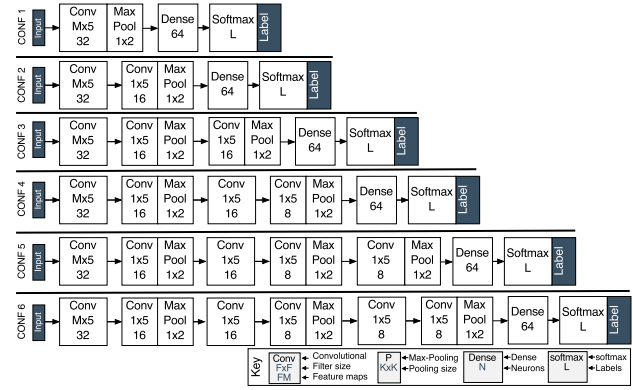 CONF 1
Input
Conv Mx5 32
Max Pool 1x2
Dense 64
Softmax L
Label
CONF 2
Input
Conv Mx5 32
Conv 1x5 16
Max Pool 1x2
Dense 64
Softmax L
Label
CONF 3
Input
Conv Mx5 32
Conv 1x5 16
Max Pool 1x2
Conv 1x5 16
Max Pool 1x2
Dense 64
Softmax L
Label
CONF 4
Input
Conv Mx5 32
Conv 1x5 16
Max Pool 1x2
Conv 1x5 16
Conv 1x5 8
Max Pool 1x2
Dense 64
Softmax L
Label
CONF 5
Input
Conv Mx5 32
Conv 1x5 16
Max Pool 1x2
Conv 1x5 16
Conv 1x5 8
Max Pool 1x2
Conv 1x5 8
Max Pool 1x2
Dense 64
Softmax L
Label
CONF 6
Input
Conv Mx5 32
Conv 1x5 16
Max Pool 1x2
Conv 1x5 16
Conv 1x5 8
Max Pool 1x2
Conv 1x5 8
Conv 1x5 8
Max Pool 1x2
Dense 64
Softmax L
Label
Key
Conv Convolutional
FxF Filter size
FM Feature maps
P Max-Pooling
KxK Pooling size
Dense Dense
N Neurons
softmax softmax
L Labels